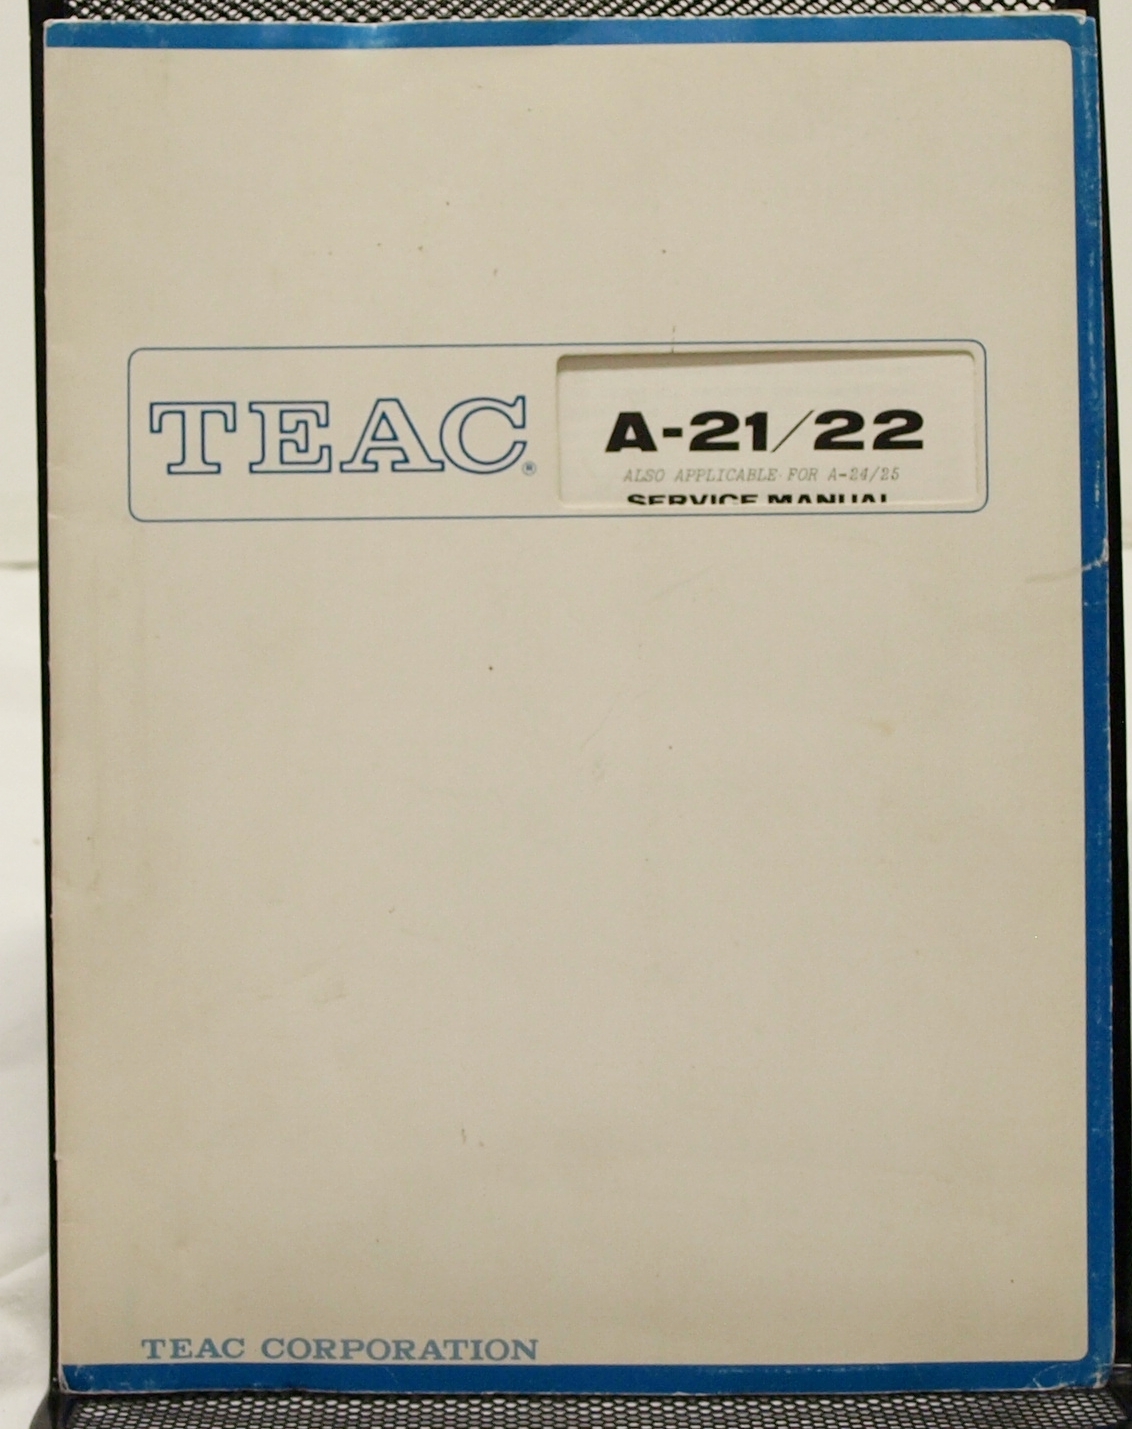 TEAC®
A-21/22
ALSO APPLICABLE FOR A-24/25
SERVICE MANUAL
TEAC CORPORATION